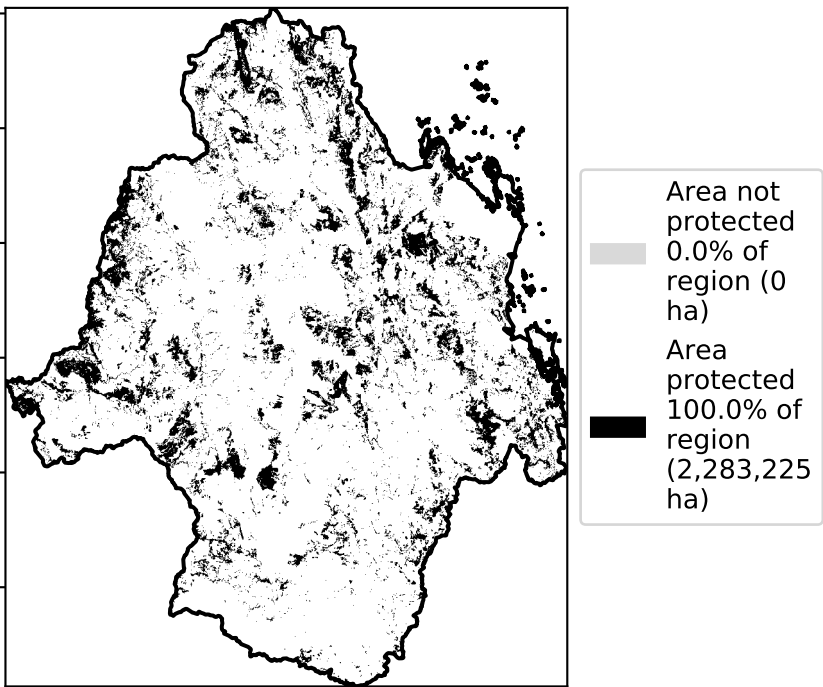 Area not
protected
0.0% of
region (0
ha)
Area
protected
100.0% of
region
(2,283,225
ha)